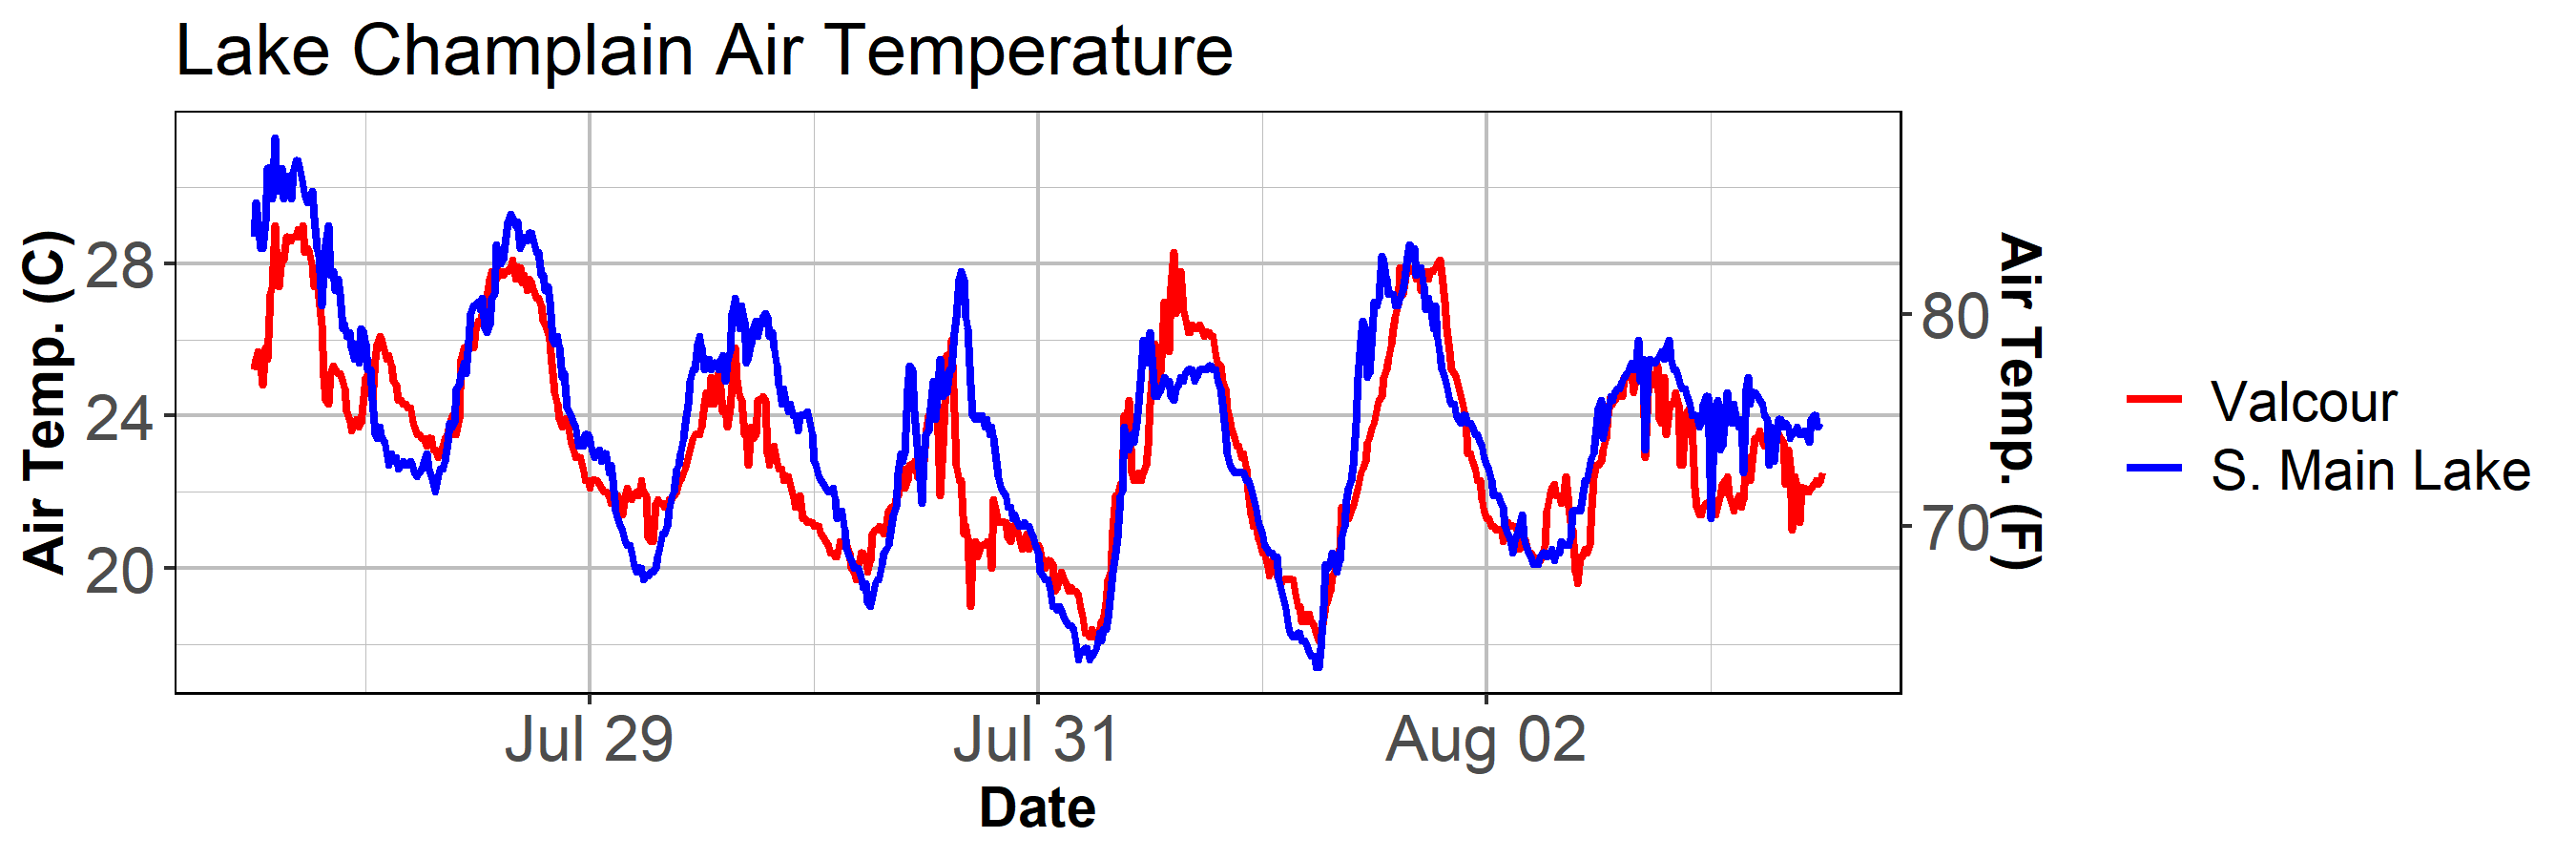 Lake Champlain Air Temperature
Air Temp. (C)
28
24
20
Air Temp. (F)
80
70
Jul 29
Jul 31
Aug 02
Date
Valcour
S. Main Lake